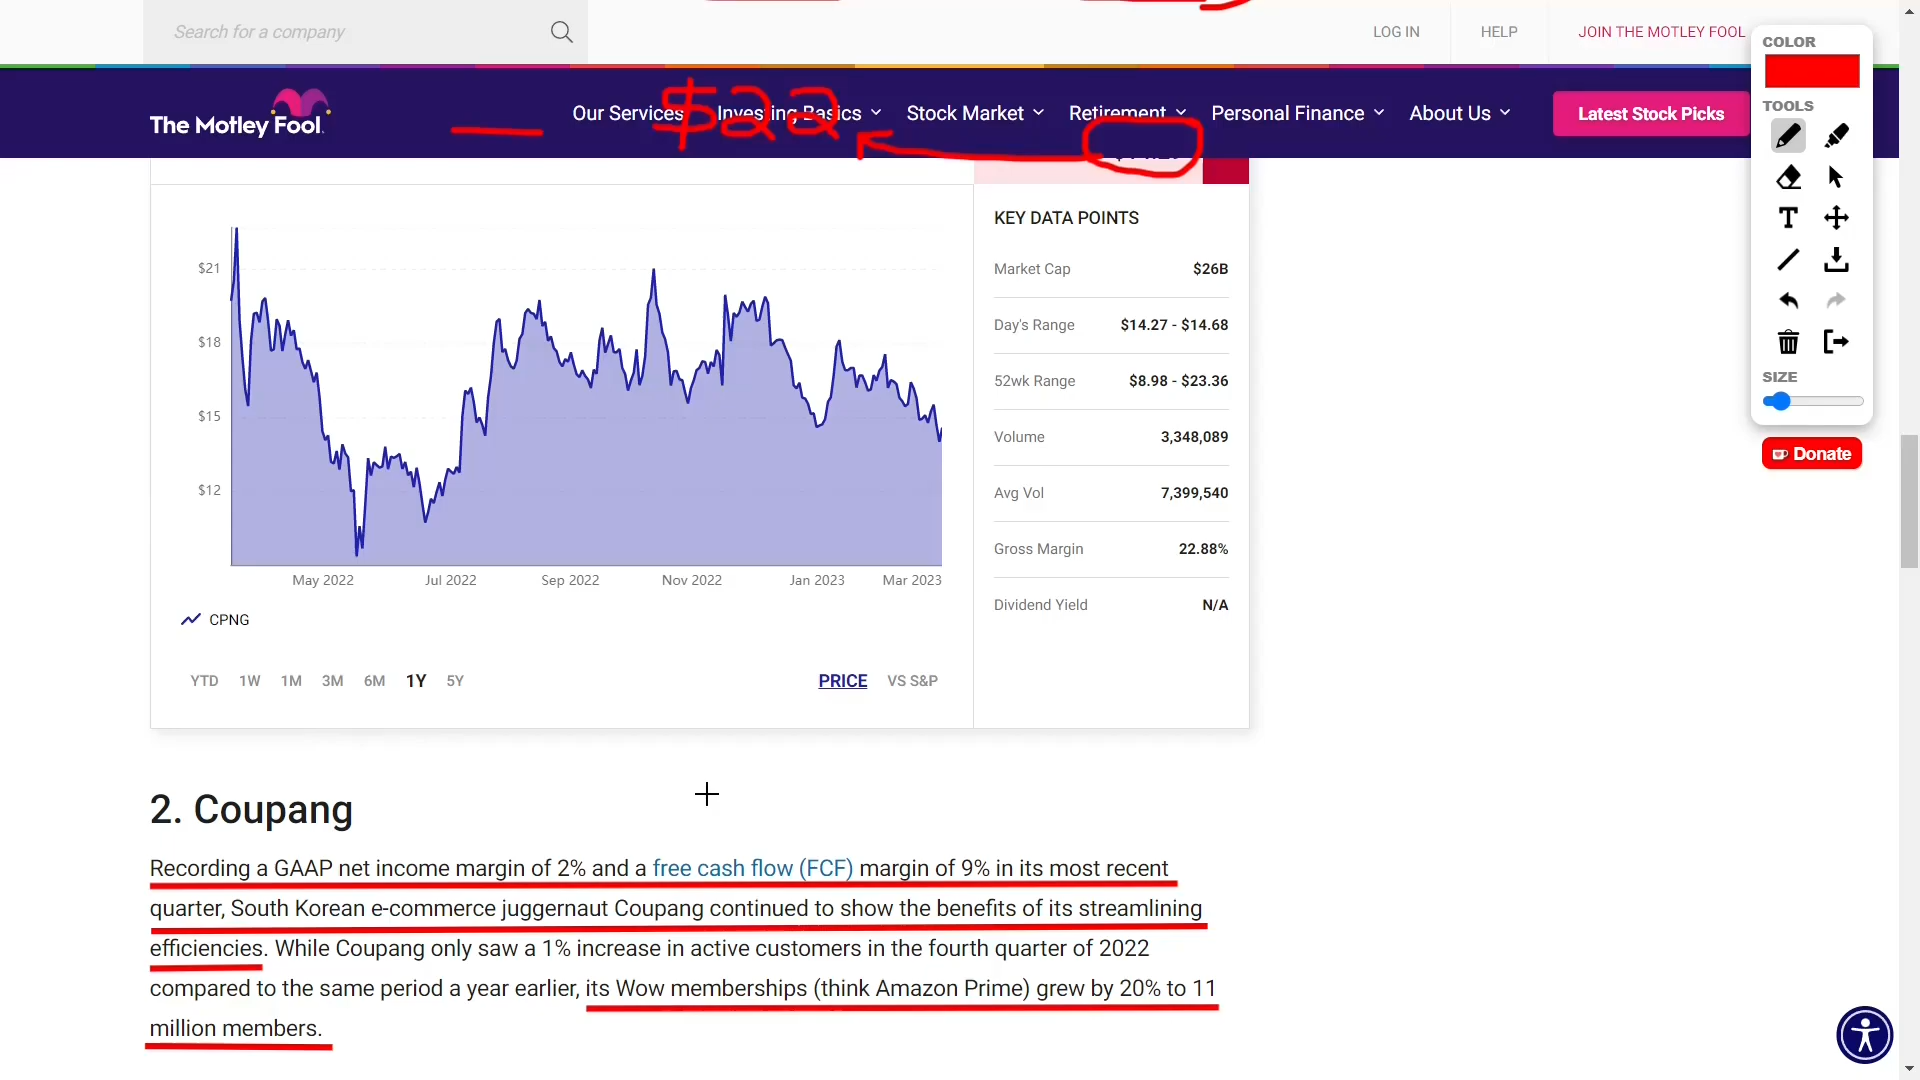 Search for a company
LOG IN
HELP
JOIN THE MOTLEY FOOL
COLOR
TOOLS
SIZE
Donate
The Motley Fool
Our Services
Investing Basics
Stock Market
Retirement
Personal Finance
About Us
Latest Stock Picks
$22
$21
$18
$15
$12
May 2022
Jul 2022
Sep 2022
Nov 2022
Jan 2023
Mar 2023
CPNG
YTD
1W
1M
3M
6M
1Y
5Y
PRICE
VS S&P
KEY DATA POINTS
Market Cap $26B
Day's Range $14.27 - $14.68
52wk Range $8.98 - $23.36
Volume 3,348,089
Avg Vol 7,399,540
Gross Margin 22.88%
Dividend Yield N/A
2. Coupang
Recording a GAAP net income margin of 2% and a free cash flow (FCF) margin of 9% in its most recent
quarter, South Korean e-commerce juggernaut Coupang continued to show the benefits of its streamlining
efficiencies. While Coupang only saw a 1% increase in active customers in the fourth quarter of 2022
compared to the same period a year earlier, its Wow memberships (think Amazon Prime) grew by 20% to 11
million members.